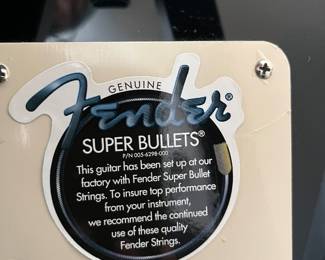 GENUINE
Fender®
SUPER BULLETS®
P/N 005-6298-000
This guitar has been set up at our
factory with Fender Super Bullet
Strings. To insure top performance
from your instrument,
we recommend the continued
use of these quality
Fender Strings.